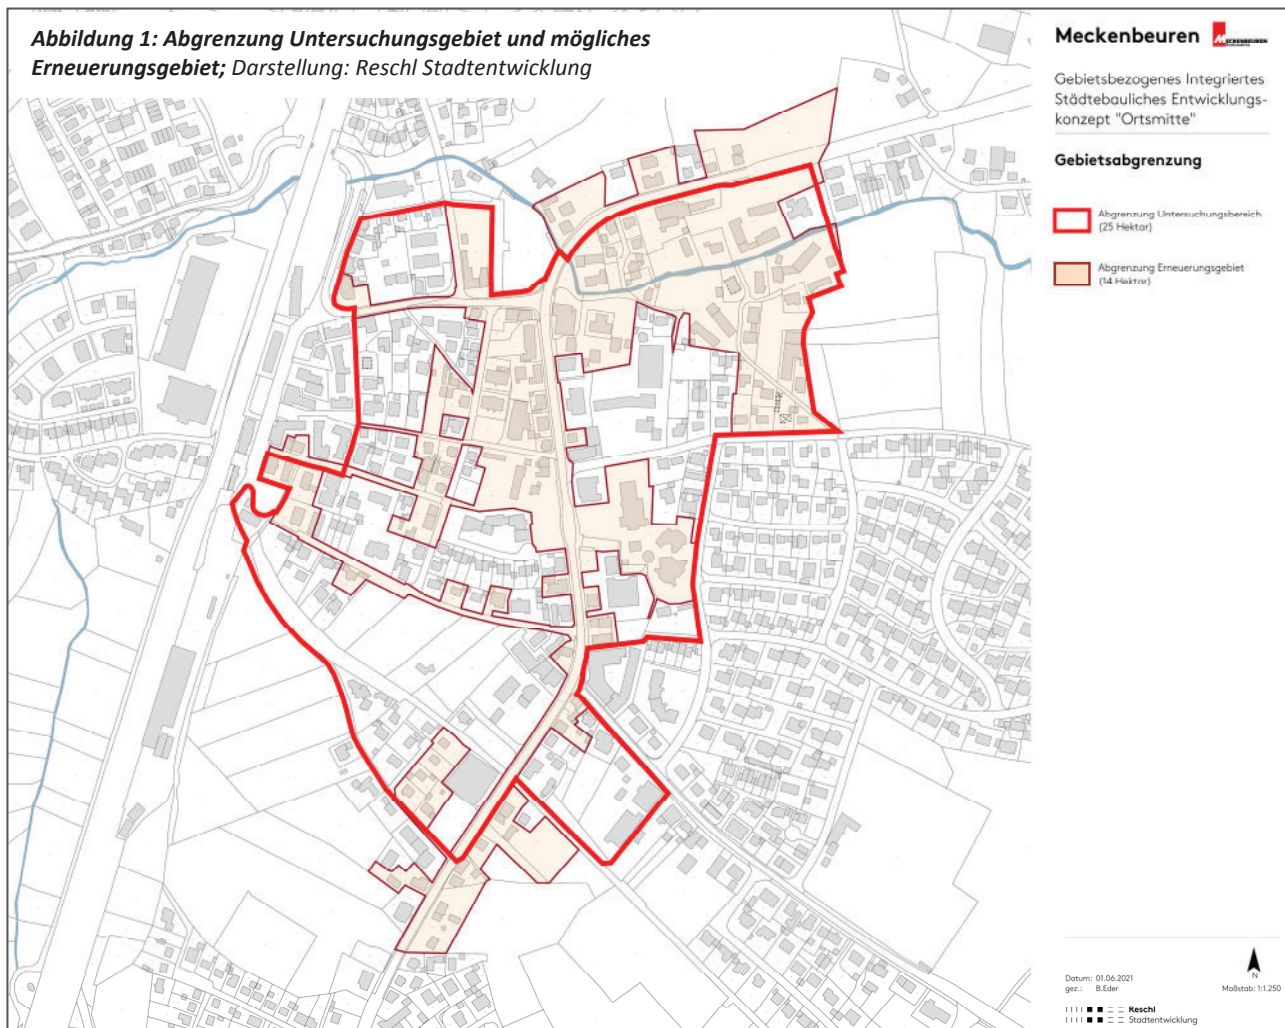 Abbildung 1: Abgrenzung Untersuchungsgebiet und mögliches
Erneuerungsgebiet; Darstellung: Reschl Stadtentwicklung
Meckenbeuren
MECKENBEUREN
Gebietsbezogenes Integriertes
Städtebauliches Entwicklungs-
konzept "Ortsmitte"
Gebietsabgrenzung
Abgrenzung Untersuchungsbereich
(25 Hektar)
Abgrenzung Erneuerungsgebiet
(14 Hektar)
Datum: 01.06.2021
gez.: B.Eder
N
Maßstab: 1:1.250
Reschl
Stadtentwicklung